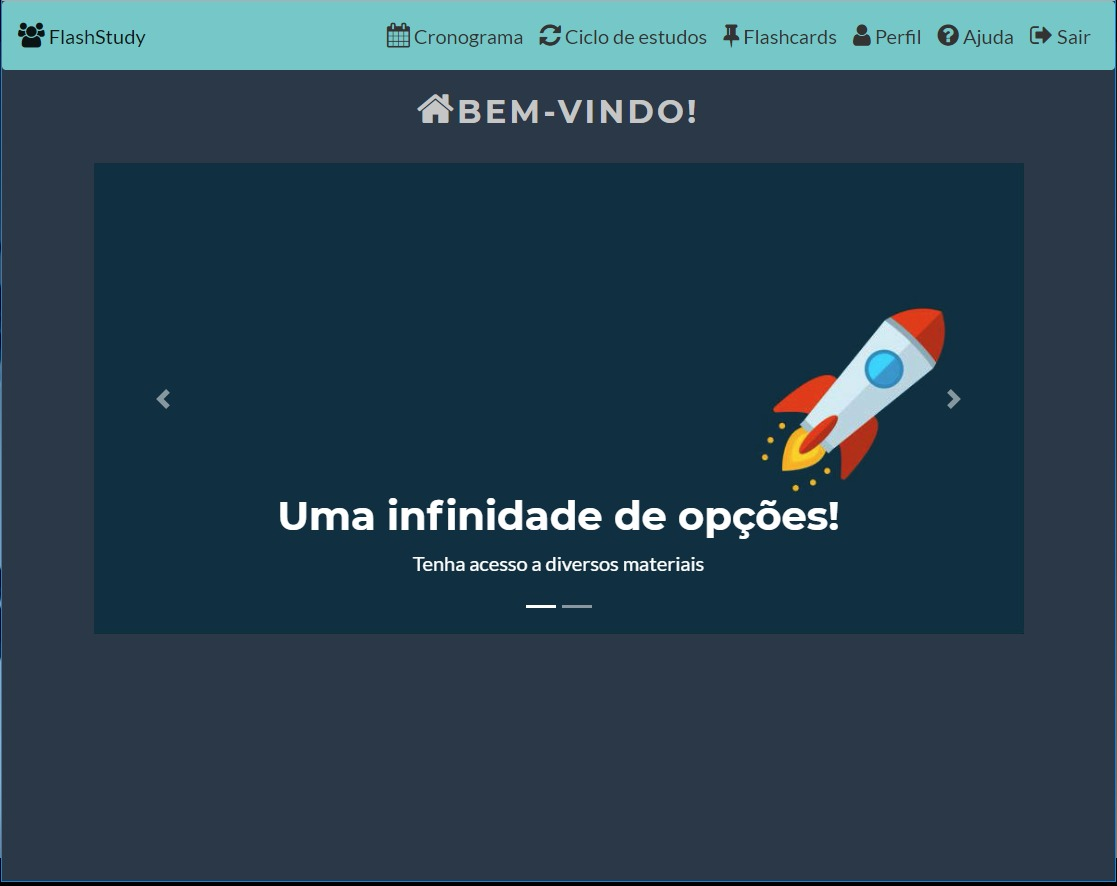 FlashStudy Cronograma Ciclo de estudos Flashcards Perfil Ajuda Sair
BEM-VINDO!
Uma infinidade de opções!
Tenha acesso a diversos materiais